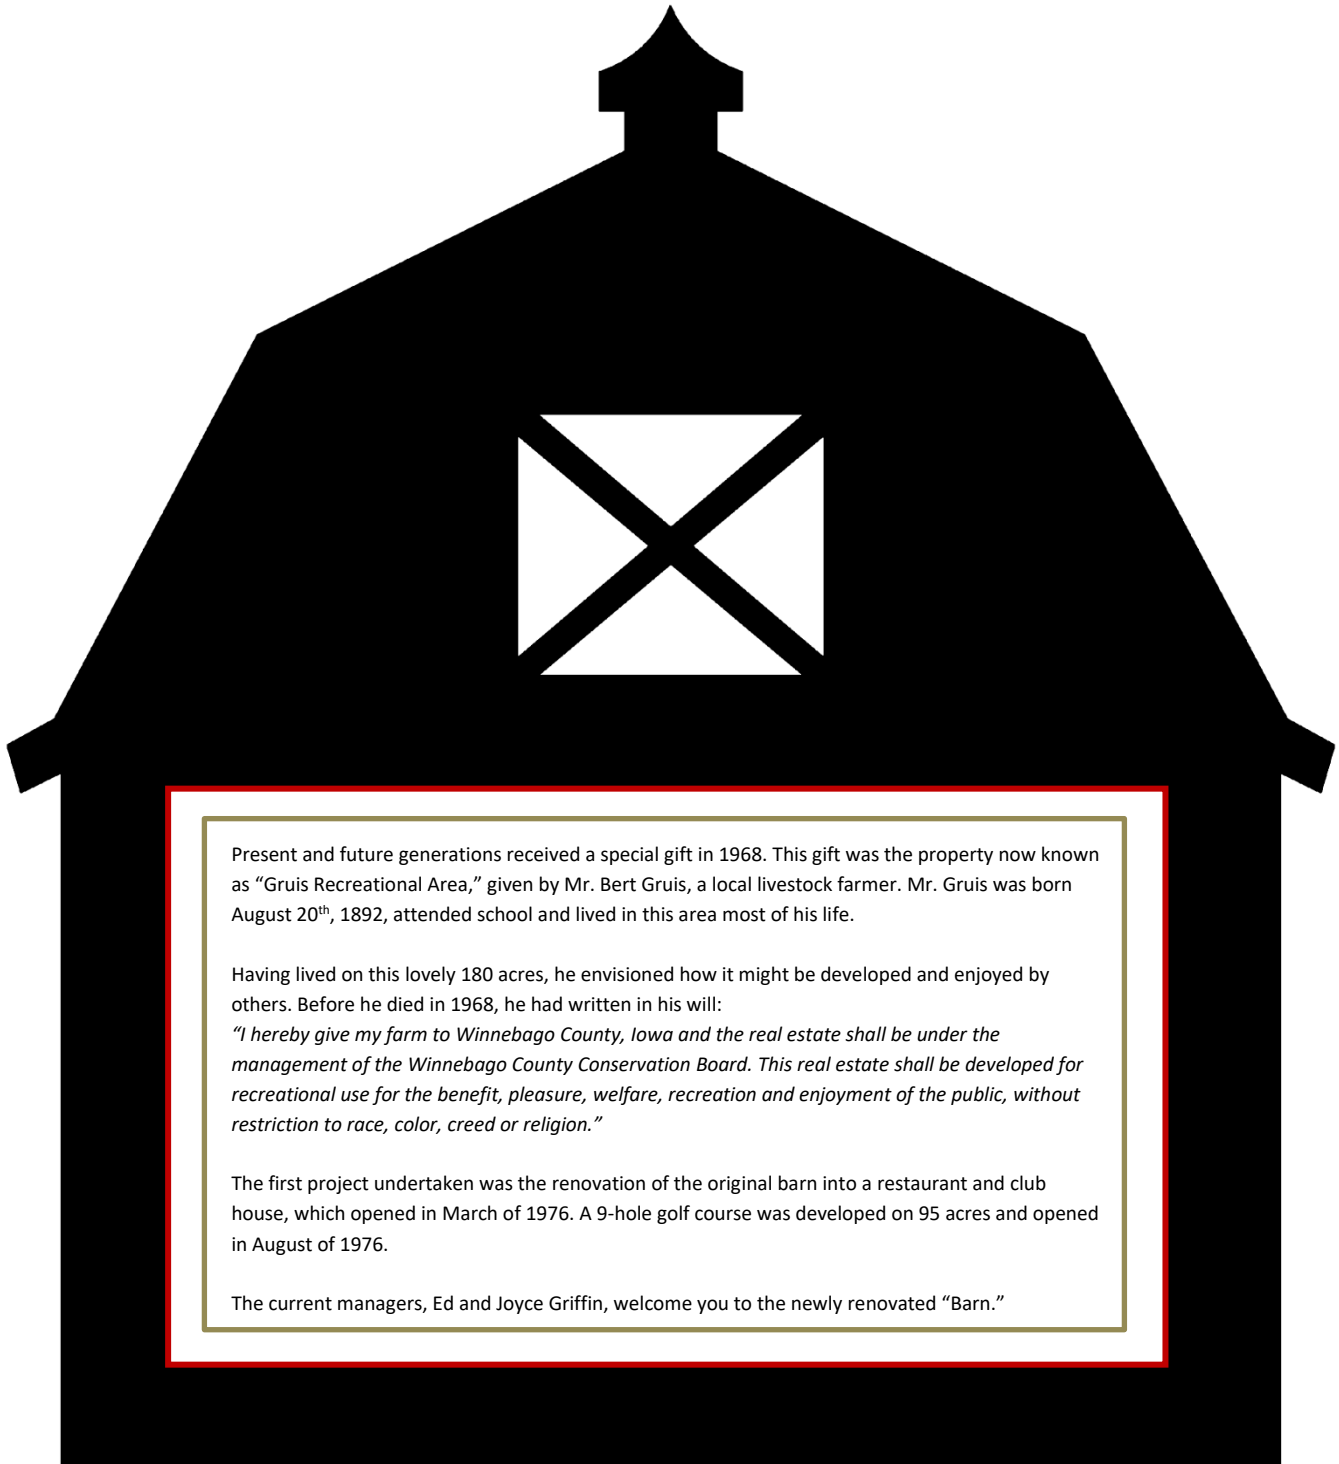 Present and future generations received a special gift in 1968. This gift was the property now known
as “Gruis Recreational Area,” given by Mr. Bert Gruis, a local livestock farmer. Mr. Gruis was born
August 20th, 1892, attended school and lived in this area most of his life.
Having lived on this lovely 180 acres, he envisioned how it might be developed and enjoyed by
others. Before he died in 1968, he had written in his will:
“I hereby give my farm to Winnebago County, Iowa and the real estate shall be under the
management of the Winnebago County Conservation Board. This real estate shall be developed for
recreational use for the benefit, pleasure, welfare, recreation and enjoyment of the public, without
restriction to race, color, creed or religion.”
The first project undertaken was the renovation of the original barn into a restaurant and club
house, which opened in March of 1976. A 9-hole golf course was developed on 95 acres and opened
in August of 1976.
The current managers, Ed and Joyce Griffin, welcome you to the newly renovated “Barn.”